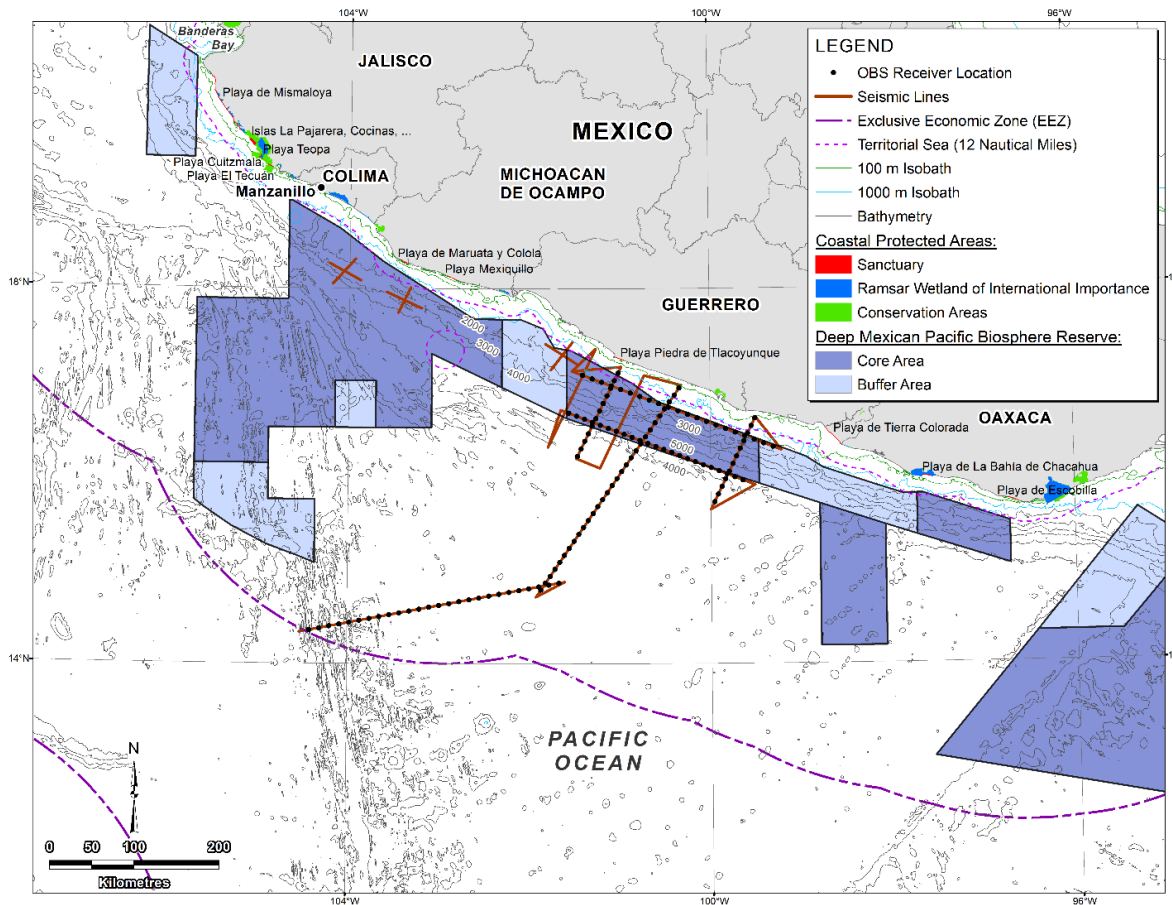 104°W
100°W
96°W
Banderas
Bay
JALISCO
Playa de Mismaloya
Islas La Pajarera, Cocinas, ...
Playa Teopa
Playa Cuitzmala
Playa El Tecuán
COLIMA
Manzanillo
MEXICO
MICHOACAN
DE OCAMPO
Playa de Maruata y Colola
Playa Mexiquillo
18°N
GUERRERO
2000
3000
4000
Playa Piedra de Tlacoyunque
3000
5000
4000
OAXACA
Playa de Tierra Colorada
Playa de La Bahía de Chacahua
Playa de Escobilla
14°N
PACIFIC
OCEAN
N
0 50 100 200
Kilometres
104°W
100°W
96°W
LEGEND
OBS Receiver Location
Seismic Lines
Exclusive Economic Zone (EEZ)
Territorial Sea (12 Nautical Miles)
100 m Isobath
1000 m Isobath
Bathymetry
Coastal Protected Areas:
Sanctuary
Ramsar Wetland of International Importance
Conservation Areas
Deep Mexican Pacific Biosphere Reserve:
Core Area
Buffer Area